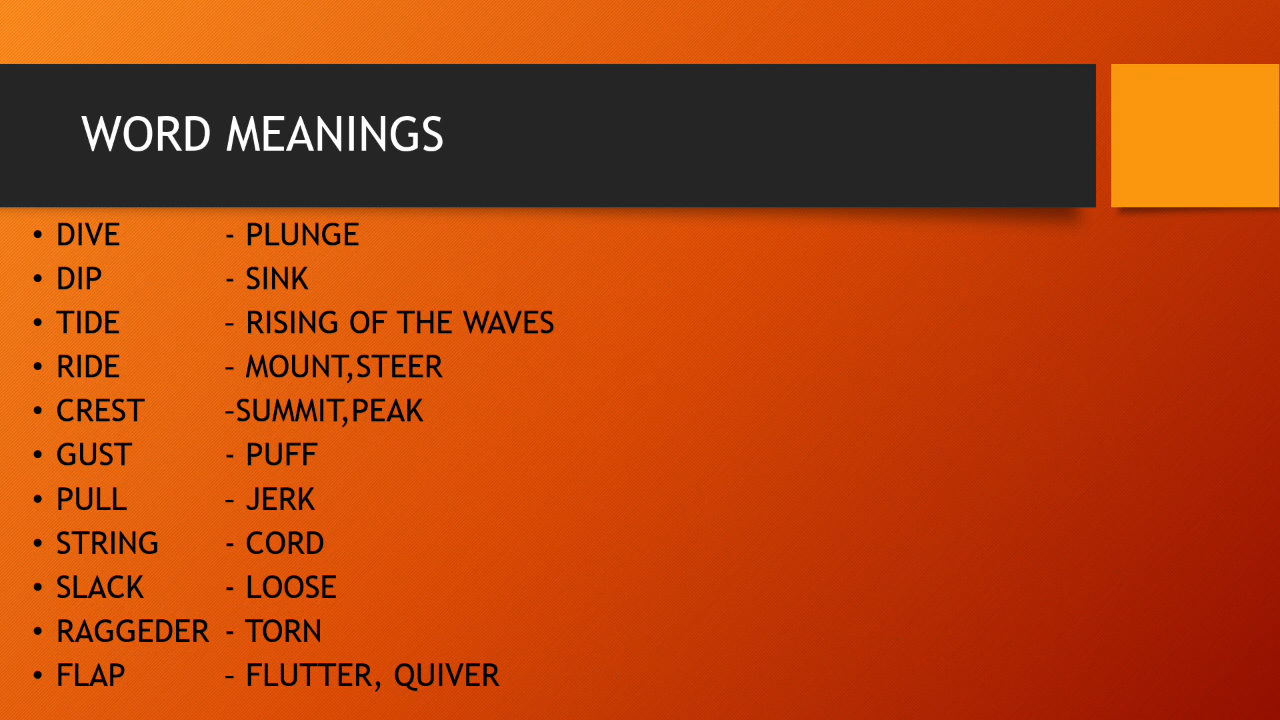 WORD MEANINGS
• DIVE - PLUNGE
• DIP - SINK
• TIDE – RISING OF THE WAVES
• RIDE – MOUNT,STEER
• CREST –SUMMIT,PEAK
• GUST - PUFF
• PULL – JERK
• STRING - CORD
• SLACK - LOOSE
• RAGGEDER - TORN
• FLAP – FLUTTER, QUIVER